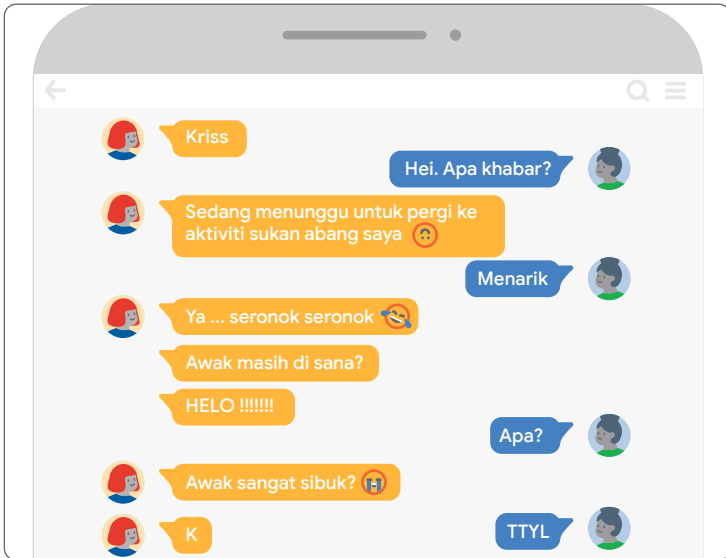 Kriss
Hei. Apa khabar?
Sedang menunggu untuk pergi ke
aktiviti sukan abang saya 🙃
Menarik
Ya ... seronok seronok 🤣
Awak masih di sana?
HELO !!!!!!!
Apa?
Awak sangat sibuk? 😭
TTYL
K